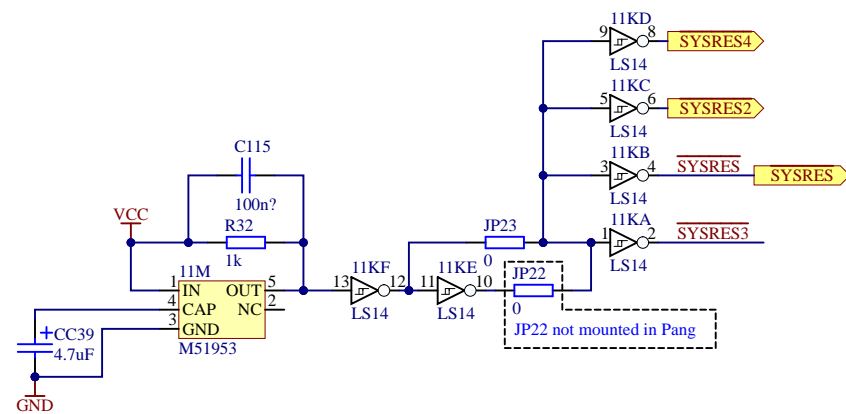 11KD
9
8
SYSRES4
LS14
11KC
5
6
SYSRES2
LS14
C115
11KB
3
4
SYSRES
SYSRES
100n?
LS14
VCC
R32
JP23
11KA
1
2
SYSRES3
1k
0
LS14
11M
11KF
11KE
JP22
1
IN
OUT
5
13
12
11
10
4
CAP
NC
2
LS14
LS14
0
3
GND
JP22 not mounted in Pang
+
CC39
4.7uF
M51953
GND